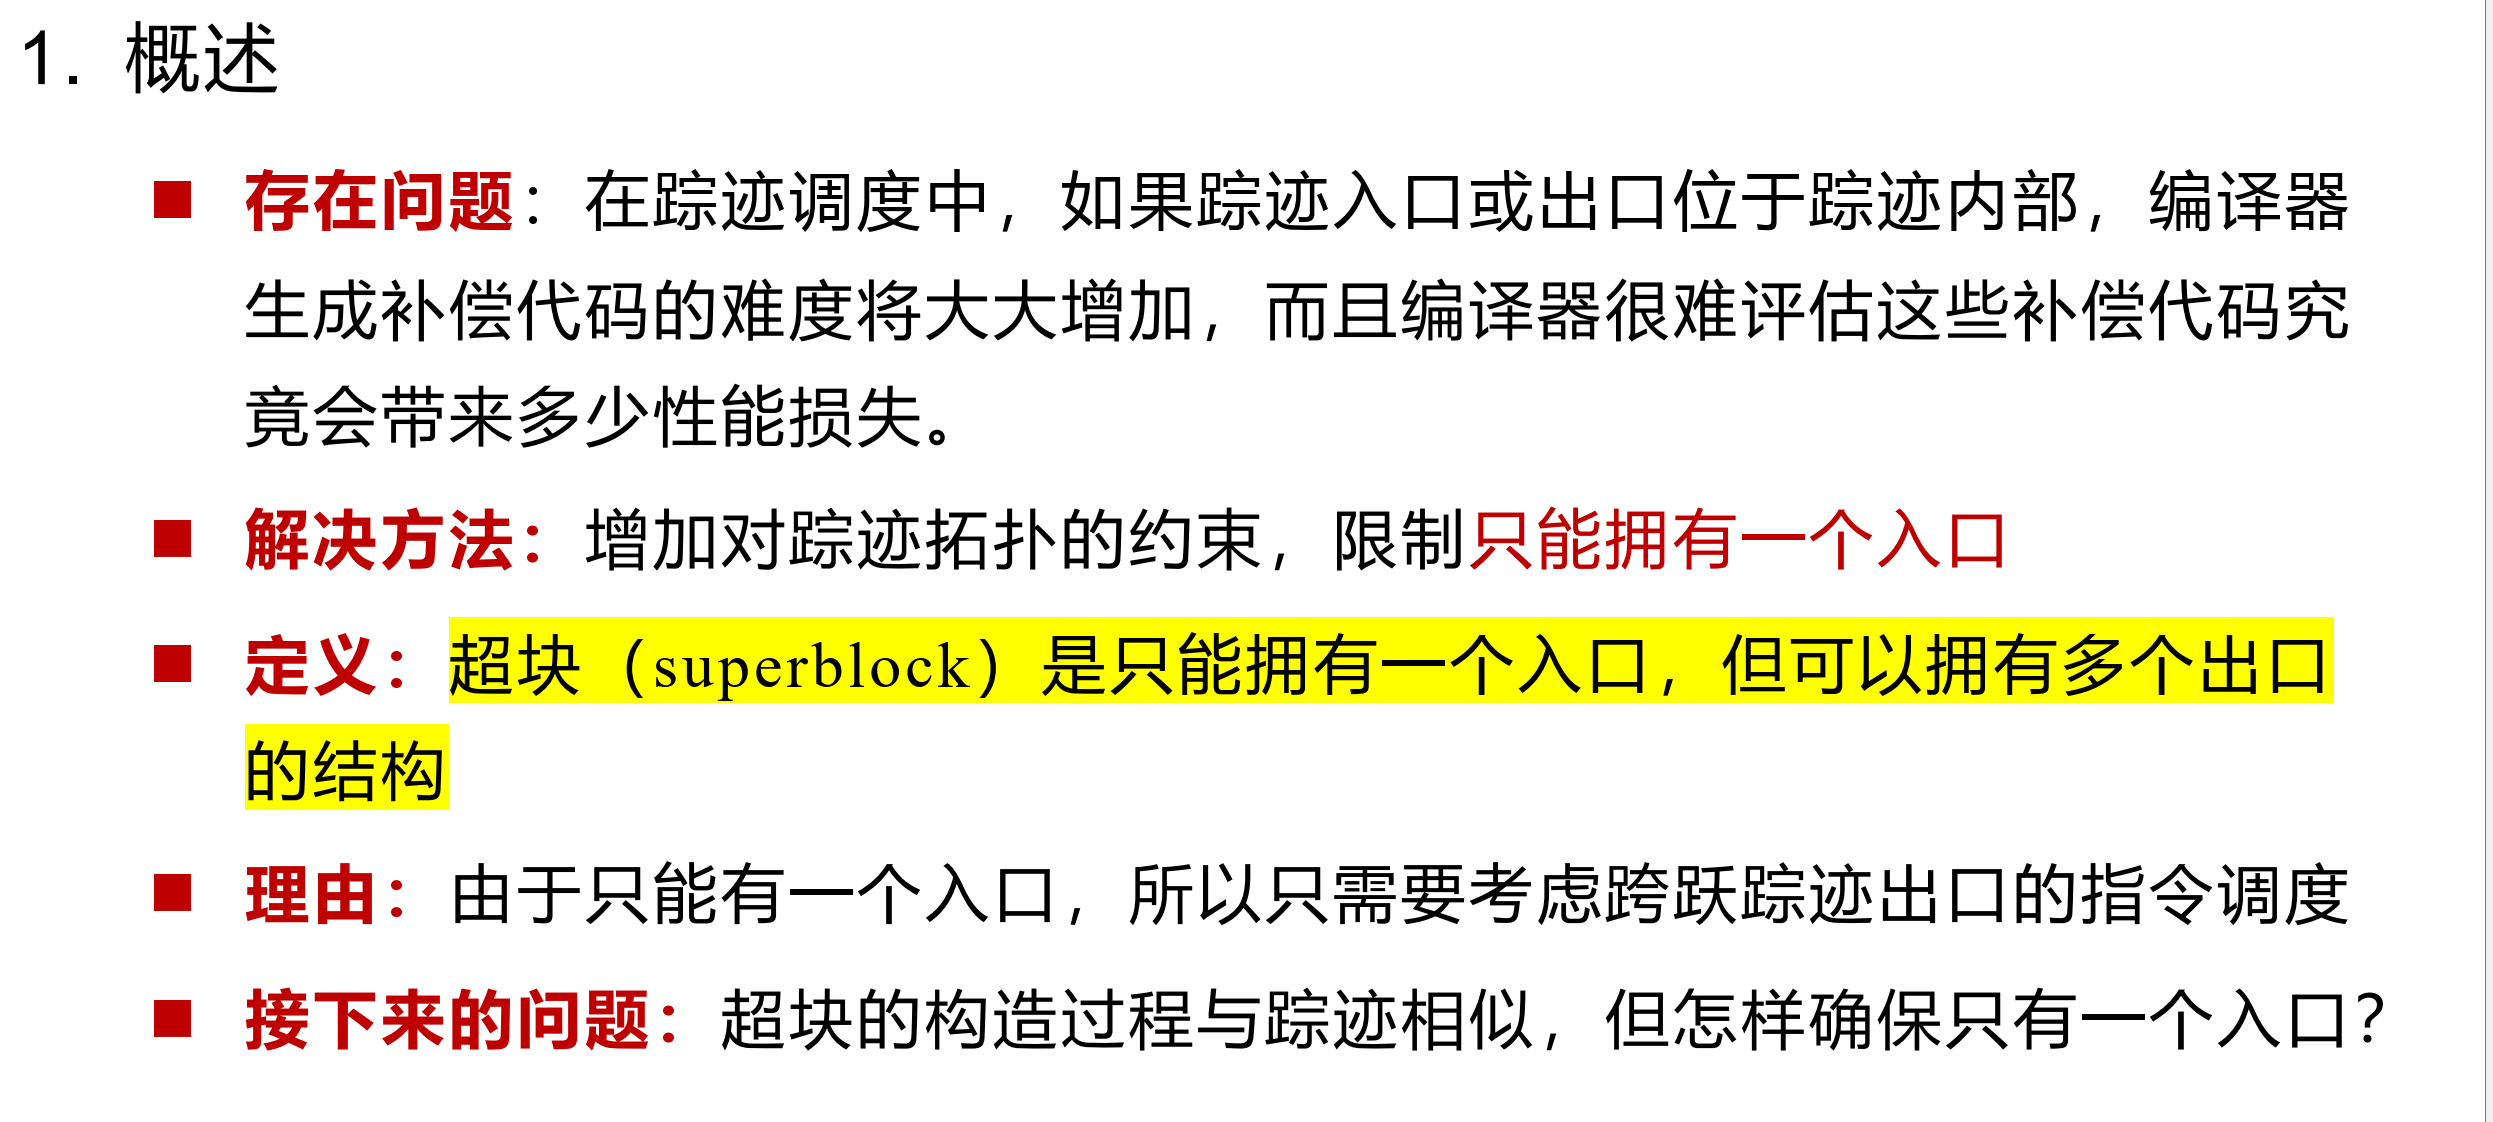 1. 概述
存在问题：在踪迹调度中，如果踪迹入口或出口位于踪迹内部，编译器
生成补偿代码的难度将大大增加，而且编译器很难评估这些补偿代码究
竟会带来多少性能损失。
解决方法：增加对踪迹拓扑的约束，限制只能拥有一个入口
定义：超块（superblock）是只能拥有一个入口，但可以拥有多个出口
的结构
理由：由于只能有一个入口，所以只需要考虑跨越踪迹出口的指令调度
接下来的问题：超块的构造过程与踪迹相似，但怎样确保只有一个入口？